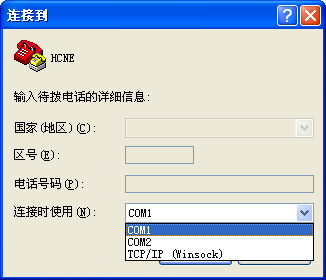 连接到
HCNE
输入待拨电话的详细信息:
国家(地区)(C):
区号(E):
电话号码(P):
连接时使用(N):
COM1
COM1
COM2
TCP/IP (Winsock)